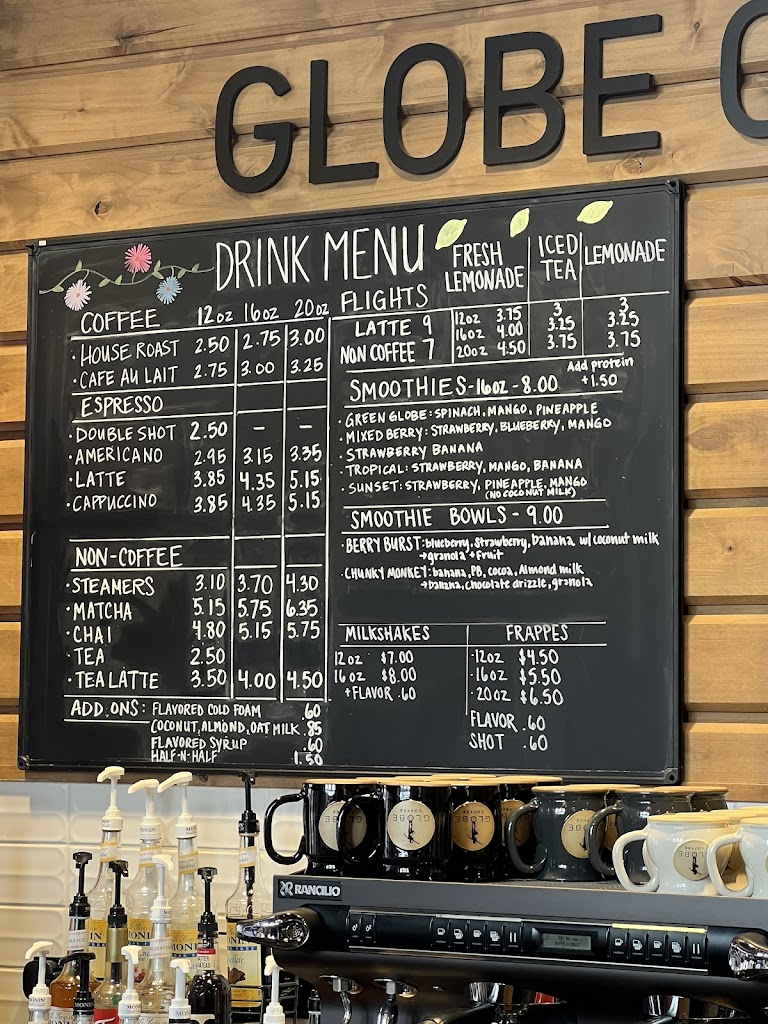 GLOBE C
DRINK MENU
COFFEE 12oz 16oz 20oz
· HOUSE ROAST 2.50 2.75 3.00
· CAFE AU LAIT 2.75 3.00 3.25
ESPRESSO
· DOUBLE SHOT 2.50 – –
· AMERICANO 2.95 3.15 3.35
· LATTE 3.85 4.35 5.15
· CAPPUCCINO 3.85 4.35 5.15
NON-COFFEE
· STEAMERS 3.10 3.70 4.30
· MATCHA 5.15 5.75 6.35
· CHAI 4.80 5.15 5.75
· TEA 2.50
· TEA LATTE 3.50 4.00 4.50
ADD.ONS: FLAVORED COLD FOAM .60
COCONUT, ALMOND, OAT MILK .85
FLAVORED SYRUP .60
HALF-N-HALF 1.50
FLIGHTS
LATTE 9
NON COFFEE 7
FRESH LEMONADE ICED TEA LEMONADE
12oz 3.75 3 3
16oz 4.00 3.25 3.25
20oz 4.50 3.75 3.75
SMOOTHIES-16oz-8.00 Add protein +1.50
· GREEN GLOBE: SPINACH, MANGO, PINEAPPLE
· MIXED BERRY: STRAWBERRY, BLUEBERRY, MANGO
· STRAWBERRY BANANA
· TROPICAL: STRAWBERRY, MANGO, BANANA
· SUNSET: STRAWBERRY, PINEAPPLE, MANGO
(NO COCONUT MILK)
SMOOTHIE BOWLS - 9.00
· BERRY BURST: blueberry, strawberry, banana w/ coconut milk
→ granola + fruit
· CHUNKY MONKEY: banana, PB, cocoa, Almond milk
→ banana, chocolate drizzle, granola
MILKSHAKES
12oz $7.00
16oz $8.00
+FLAVOR .60
FRAPPES
·12oz $4.50
·16oz $5.50
·20oz $6.50
FLAVOR .60
SHOT .60
GLOBE
COFFEE
RANCILIO
MONIN